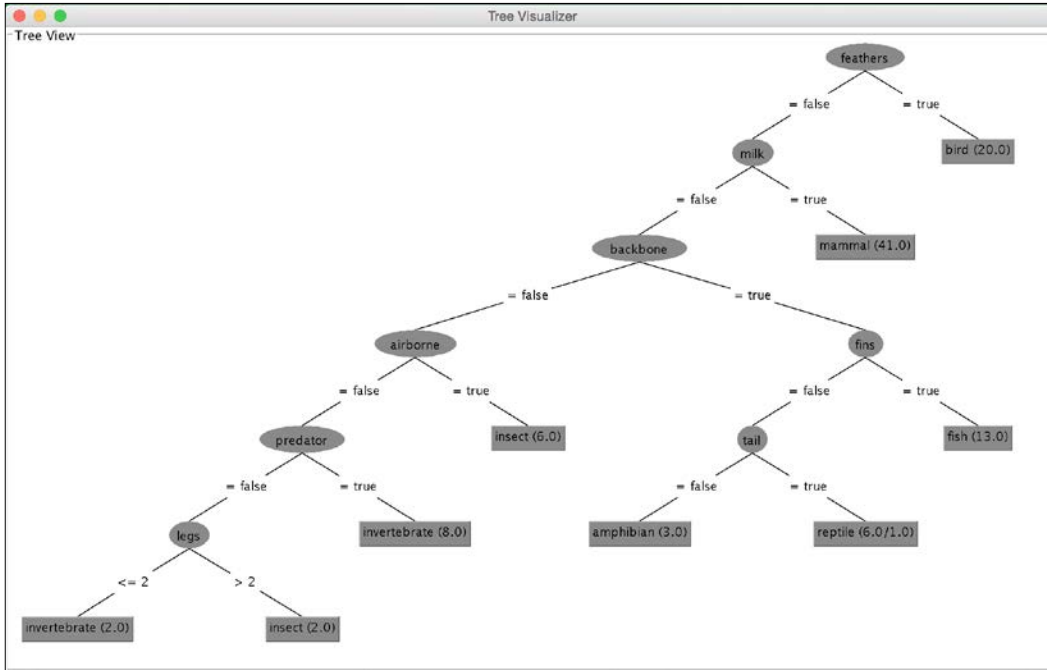 Tree Visualizer
Tree View
feathers
= false
= true
milk
bird (20.0)
= false
= true
backbone
mammal (41.0)
= false
= true
airborne
fins
= false
= true
= false
= true
predator
insect (6.0)
tail
fish (13.0)
= false
= true
= false
= true
legs
invertebrate (8.0)
amphibian (3.0)
reptile (6.0/1.0)
<= 2
> 2
invertebrate (2.0)
insect (2.0)